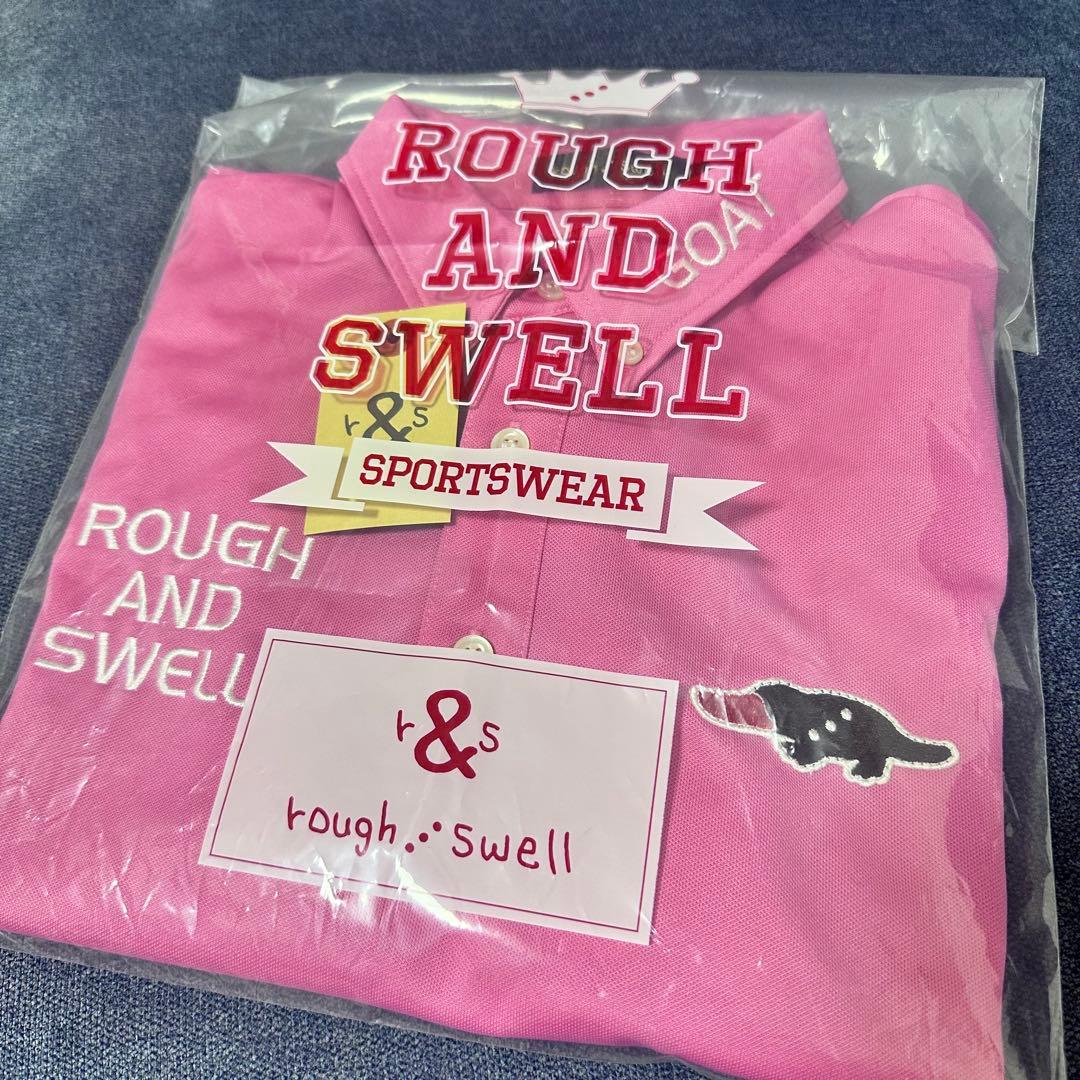 ROUGH
AND
SWELL
GOAT
r&s
SPORTSWEAR
ROUGH
AND
SWELL
r&s
rough swell